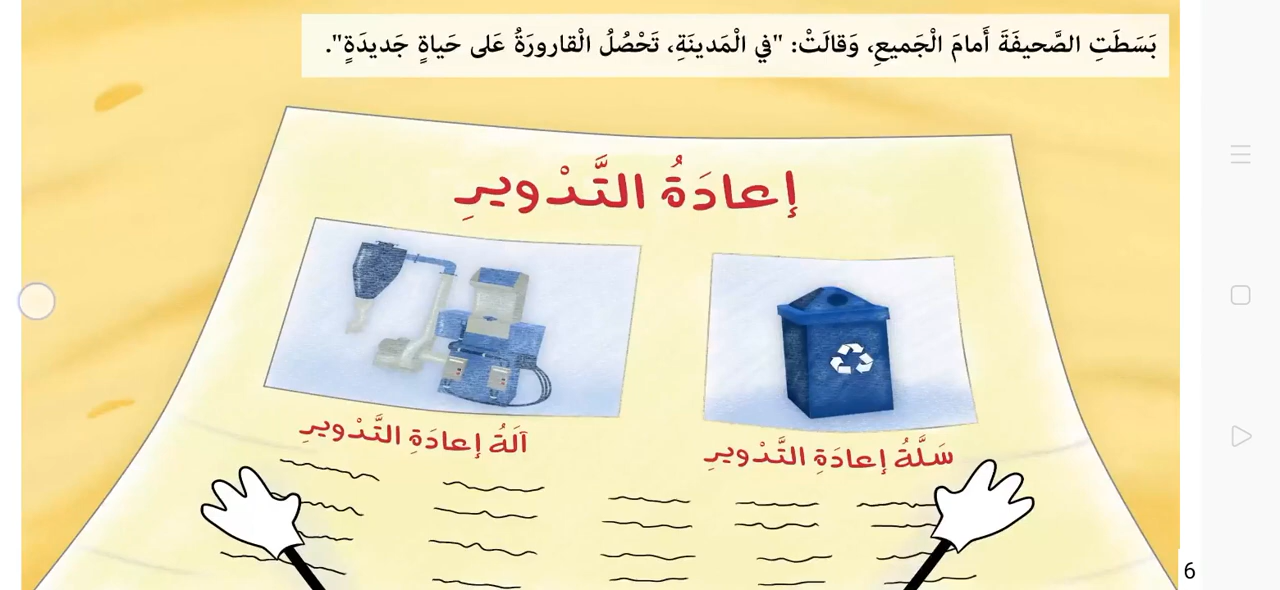 بَسَطَتِ الصَّحيفَةَ أَمامَ الْجَميعِ، وَقالَتْ: "في الْمَدينَةِ، تَحْصُلُ الْقارورَةُ عَلى حَياةٍ جَديدَةٍ".
إعادَةُ التَّدْويرِ
سَلَّةُ إعادَةِ التَّدْويرِ
آلَةُ إعادَةِ التَّدْويرِ
6